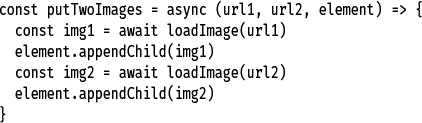 const putTwoImages = async (url1, url2, element) => {
  const img1 = await loadImage(url1)
  element.appendChild(img1)
  const img2 = await loadImage(url2)
  element.appendChild(img2)
}